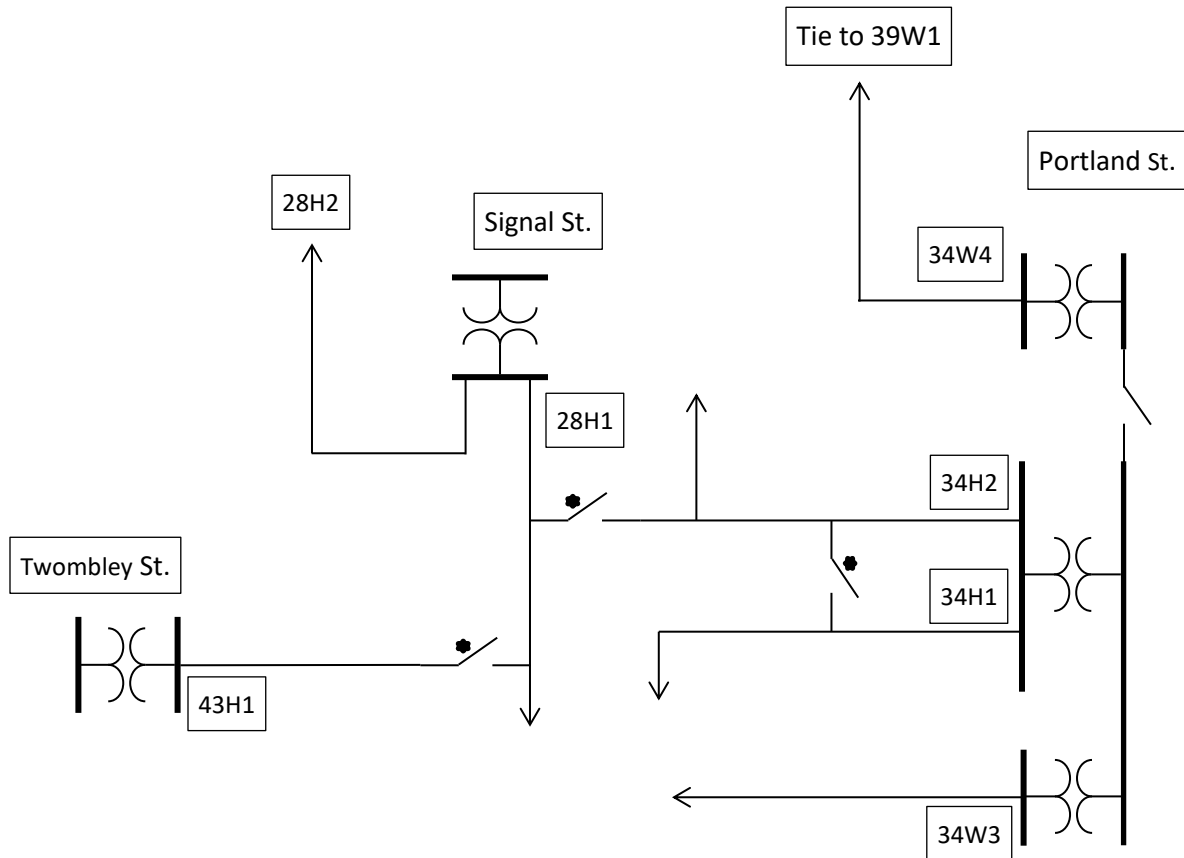 Tie to 39W1
Portland St.
28H2
Signal St.
34W4
28H1
34H2
Twombley St.
34H1
43H1
34W3